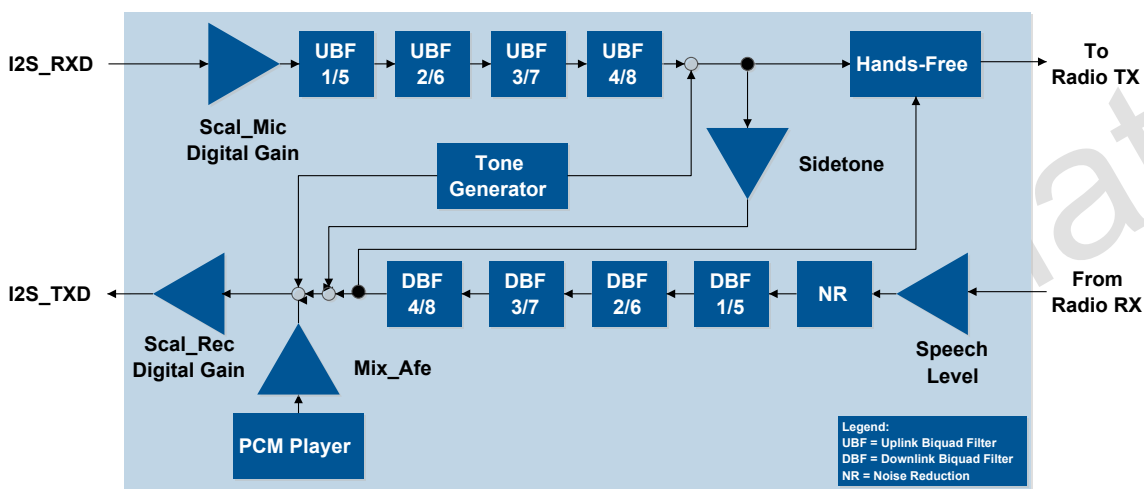 I2S_RXD
UBF
1/5
UBF
2/6
UBF
3/7
UBF
4/8
Hands-Free
To
Radio TX
Scal_Mic
Digital Gain
Tone
Generator
Sidetone
I2S_TXD
DBF
4/8
DBF
3/7
DBF
2/6
DBF
1/5
NR
From
Radio RX
Scal_Rec
Digital Gain
Mix_Afe
Speech
Level
PCM Player
Legend:
UBF = Uplink Biquad Filter
DBF = Downlink Biquad Filter
NR = Noise Reduction